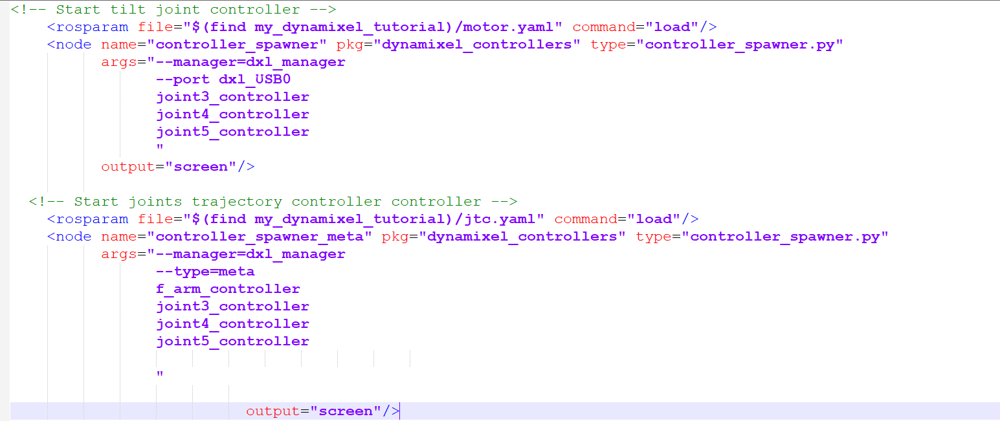 <!-- Start tilt joint controller -->
<rosparam file="$(find my_dynamixel_tutorial)/motor.yaml" command="load"/>
<node name="controller_spawner" pkg="dynamixel_controllers" type="controller_spawner.py"
args="--manager=dxl_manager
--port dxl_USB0
joint3_controller
joint4_controller
joint5_controller
"
output="screen"/>
<!-- Start joints trajectory controller controller -->
<rosparam file="$(find my_dynamixel_tutorial)/jtc.yaml" command="load"/>
<node name="controller_spawner_meta" pkg="dynamixel_controllers" type="controller_spawner.py"
args="--manager=dxl_manager
--type=meta
f_arm_controller
joint3_controller
joint4_controller
joint5_controller
"
output="screen"/>